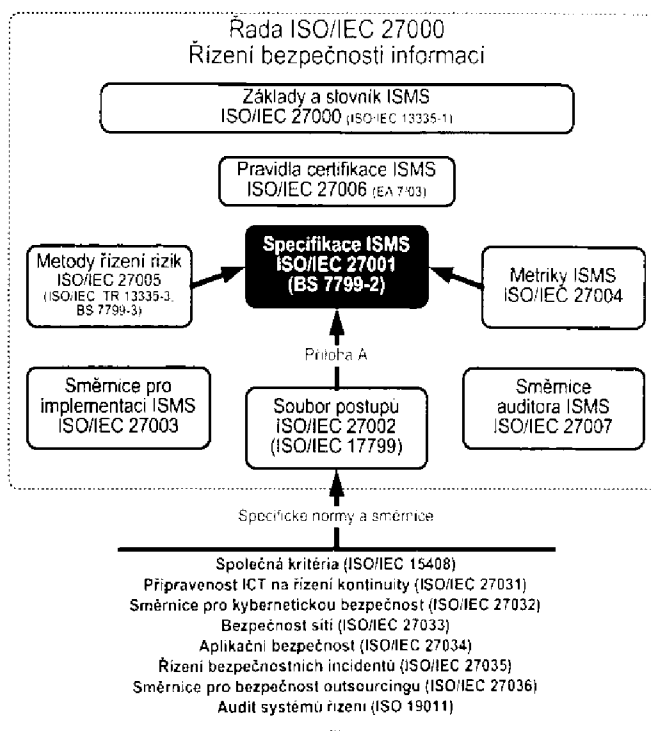 Řada ISO/IEC 27000
Řízení bezpečnosti informací
Základy a slovník ISMS
ISO/IEC 27000 (ISO/IEC 13335-1)
Pravidla certifikace ISMS
ISO/IEC 27006 (EA 7/03)
Metody řízení rizik
ISO/IEC 27005
(ISO/IEC TR 13335-3,
BS 7799-3)
Specifikace ISMS
ISO/IEC 27001
(BS 7799-2)
Metriky ISMS
ISO/IEC 27004
Příloha A
Směrnice pro
implementaci ISMS
ISO/IEC 27003
Soubor postupů
ISO/IEC 27002
(ISO/IEC 17799)
Směrnice
auditora ISMS
ISO/IEC 27007
Specifické normy a směrnice
Společná kritéria (ISO/IEC 15408)
Připravenost ICT na řízení kontinuity (ISO/IEC 27031)
Směrnice pro kybernetickou bezpečnost (ISO/IEC 27032)
Bezpečnost sítí (ISO/IEC 27033)
Aplikační bezpečnost (ISO/IEC 27034)
Řízení bezpečnostních incidentů (ISO/IEC 27035)
Směrnice pro bezpečnost outsourcingu (ISO/IEC 27036)
Audit systémů řízení (ISO 19011)
...